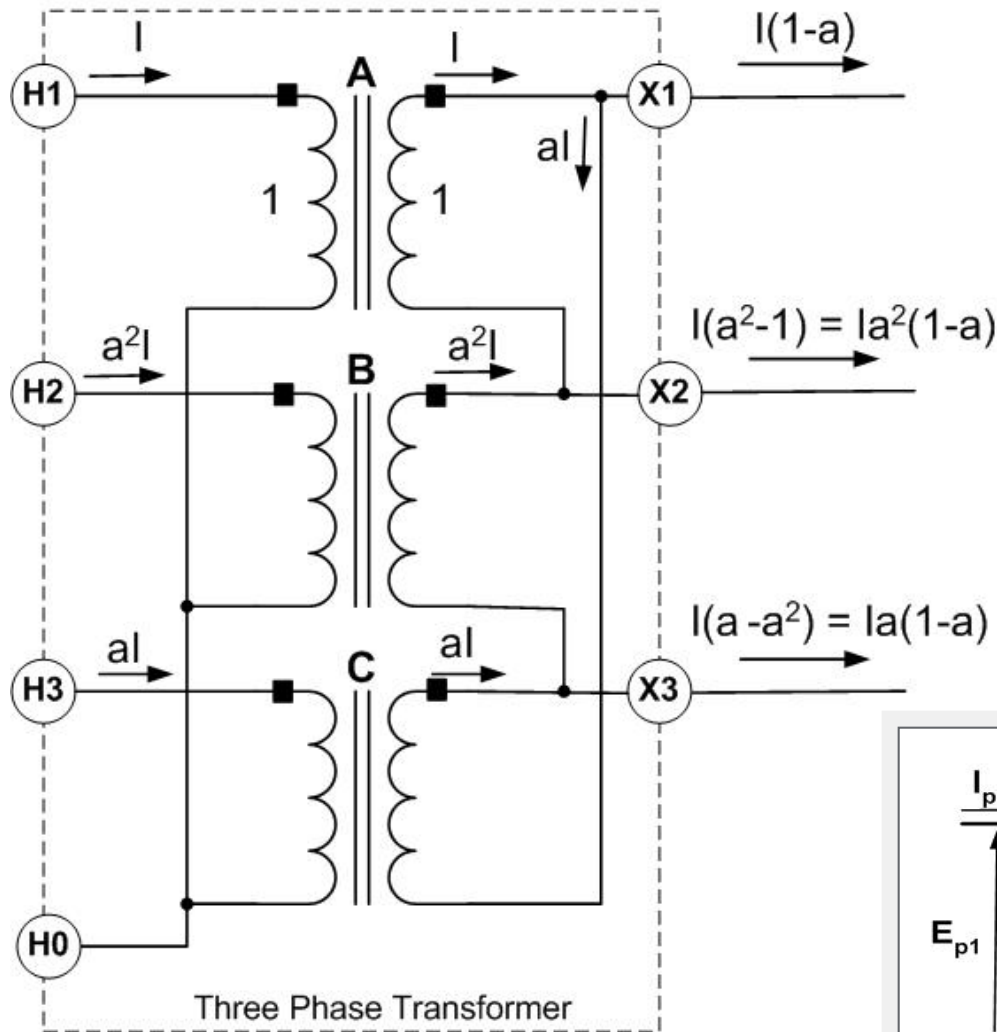 I
I
I(1-a)
H1
A
X1
aI
1
1
a²I
B
a²I
I(a²-1) = Ia²(1-a)
H2
X2
aI
C
aI
I(a -a²) = Ia(1-a)
H3
X3
Ip
Ep1
H0
Three Phase Transformer